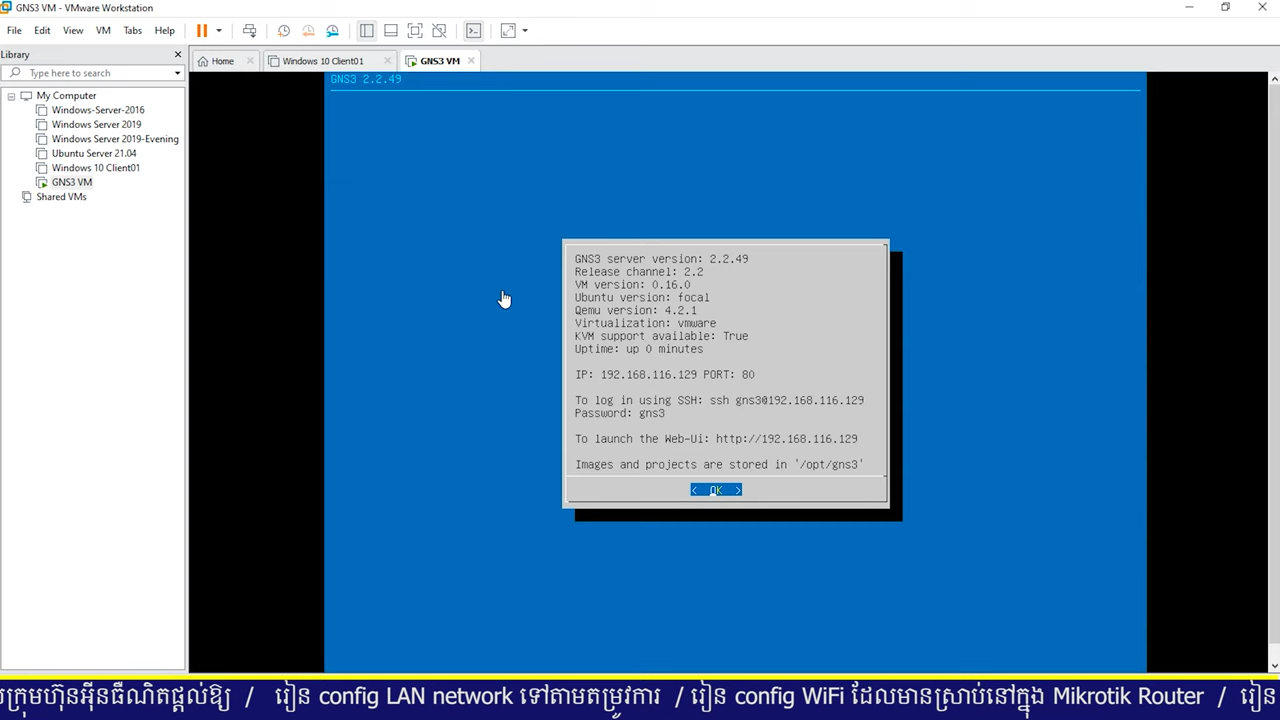 GNS3 VM - VMware Workstation
File Edit View VM Tabs Help
Library
Type here to search
My Computer
Windows-Server-2016
Windows Server 2019
Windows Server 2019-Evening
Ubuntu Server 21.04
Windows 10 Client01
GNS3 VM
Shared VMs
Home
Windows 10 Client01
GNS3 VM
GNS3 2.2.49
GNS3 server version: 2.2.49
Release channel: 2.2
VM version: 0.16.0
Ubuntu version: focal
Qemu version: 4.2.1
Virtualization: vmware
KVM support available: True
Uptime: up 0 minutes
IP: 192.168.116.129 PORT: 80
To log in using SSH: ssh gns3@192.168.116.129
Password: gns3
To launch the Web-Ui: http://192.168.116.129
Images and projects are stored in '/opt/gns3'
< OK >
ក្រុមហ៊ុនអ៊ីនធឺណិតផ្តល់ឱ្យ / រៀន config LAN network ទៅតាមតម្រូវការ / រៀន config WiFi ដែលមានស្រាប់នៅក្នុង Mikrotik Router / រៀន